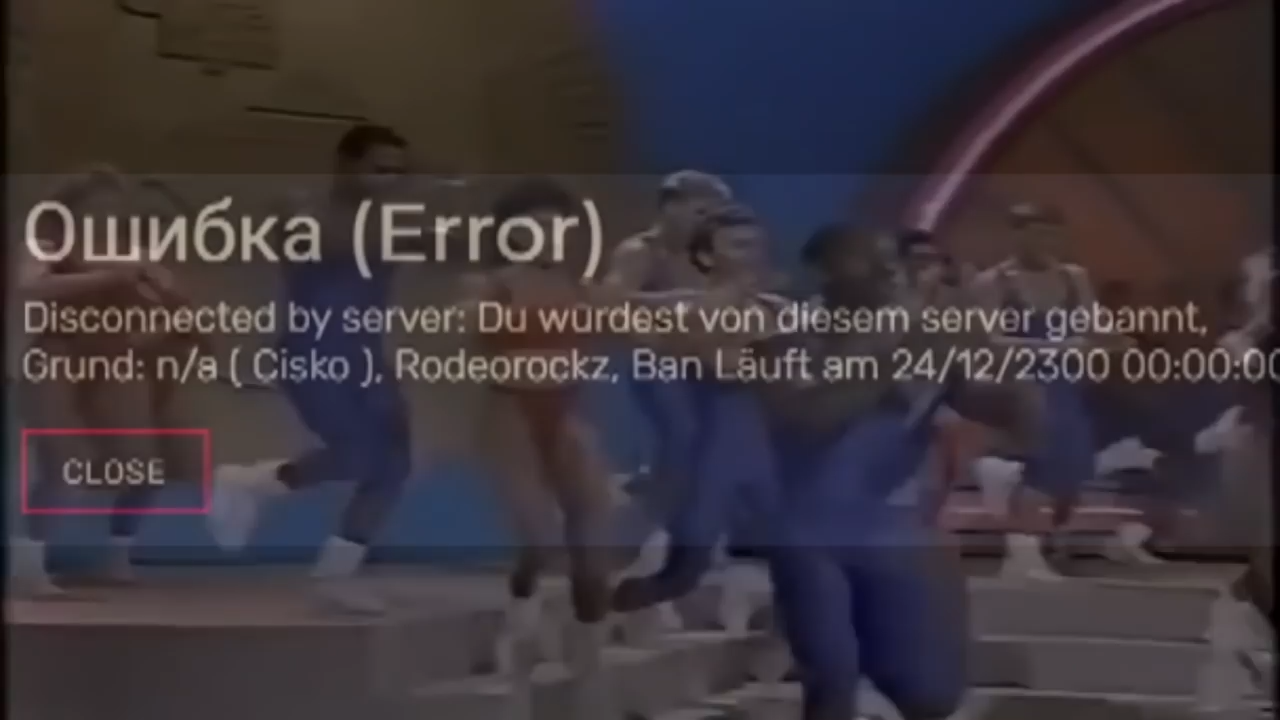 Ошибка (Error)
Disconnected by server: Du würdest von diesem server gebannt,
Grund: n/a ( Cisko ), Rodeorockz, Ban Läuft am 24/12/2300 00:00:00
CLOSE